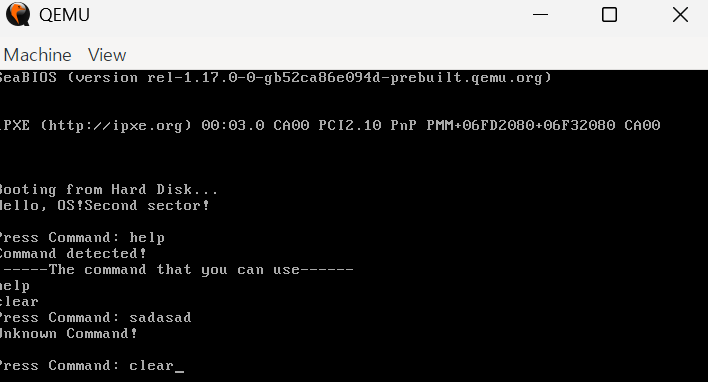 QEMU
Machine View
SeaBIOS (version rel-1.17.0-0-gb52ca86e094d-prebuilt.qemu.org)
iPXE (http://ipxe.org) 00:03.0 CA00 PCI2.10 PnP PMM+06FD2080+06F32080 CA00
Booting from Hard Disk...
Hello, OS!Second sector!
Press Command: help
Command detected!
------The command that you can use------
help
clear
Press Command: sadasad
Unknown Command!
Press Command: clear_